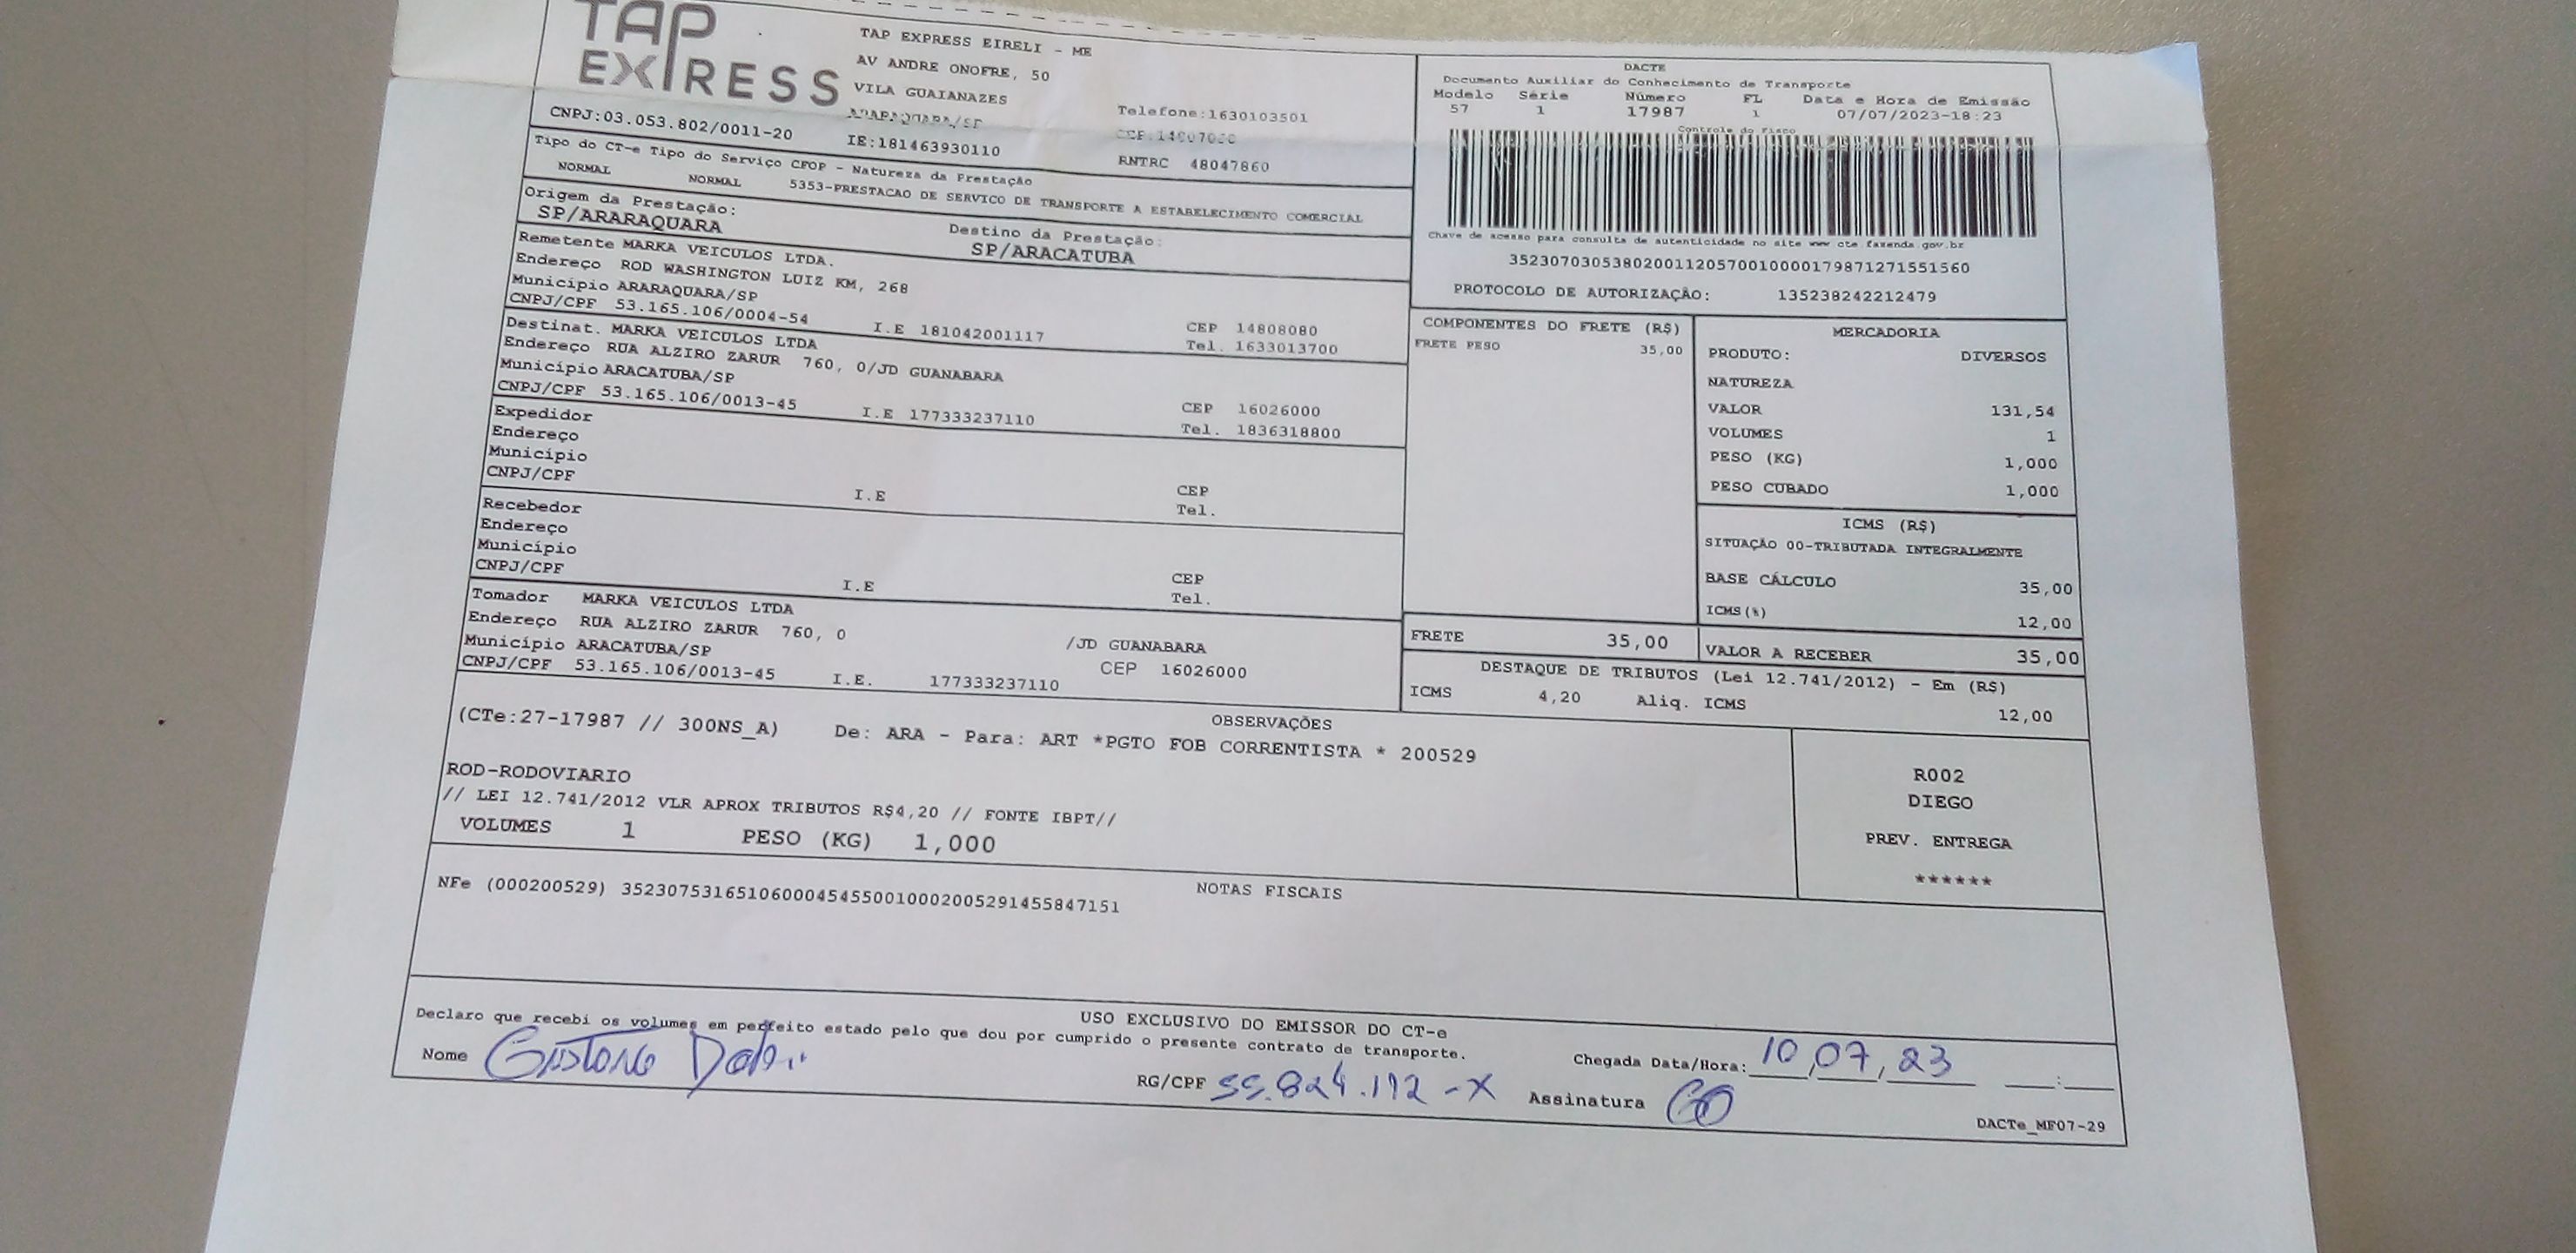 TAP EXPRESS
TAP EXPRESS EIRELI - ME
AV ANDRE ONOFRE, 50
VILA GUAIANAZES
ARARAQUARA/SP
Telefone:1630103501
CNPJ:03.053.802/0011-20
IE:181463930110
RNTRC 48047860
Tipo do CT-e Tipo do Serviço CFOP - Natureza da Prestação
NORMAL NORMAL 5353-PRESTACAO DE SERVICO DE TRANSPORTE A ESTABELECIMENTO COMERCIAL
Origem da Prestação:
SP/ARARAQUARA
Destino da Prestação:
SP/ARACATUBA
DACTE
Documento Auxiliar do Conhecimento de Transporte
Modelo Série Número FL Data e Hora de Emissão
57 1 17987 1 07/07/2023-18:23
Controle do Fisco
Chave de acesso para consulta de autenticidade no site www cte fazenda.gov.br
35230703053802001120570010000179871271551560
PROTOCOLO DE AUTORIZAÇÃO: 135238242212479
Remetente MARKA VEICULOS LTDA.
Endereço ROD WASHINGTON LUIZ KM, 268
Município ARARAQUARA/SP
CNPJ/CPF 53.165.106/0004-54 I.E 181042001117
CEP 14808080
Tel. 1633013700
Destinat. MARKA VEICULOS LTDA
Endereço RUA ALZIRO ZARUR 760, 0/JD GUANABARA
Município ARACATUBA/SP
CNPJ/CPF 53.165.106/0013-45 I.E 177333237110
CEP 16026000
Tel. 1836318800
Expedidor
Endereço
Município
CNPJ/CPF I.E
CEP
Tel.
Recebedor
Endereço
Município
CNPJ/CPF I.E
CEP
Tel.
Tomador MARKA VEICULOS LTDA
Endereço RUA ALZIRO ZARUR 760, 0 /JD GUANABARA
Município ARACATUBA/SP CEP 16026000
CNPJ/CPF 53.165.106/0013-45 I.E. 177333237110
COMPONENTES DO FRETE (R$)
FRETE PESO 35,00
MERCADORIA
PRODUTO: DIVERSOS
NATUREZA
VALOR 131,54
VOLUMES 1
PESO (KG) 1,000
PESO CUBADO 1,000
ICMS (R$)
SITUAÇÃO 00-TRIBUTADA INTEGRALMENTE
BASE CÁLCULO 35,00
ICMS(%) 12,00
FRETE 35,00
VALOR A RECEBER 35,00
DESTAQUE DE TRIBUTOS (Lei 12.741/2012) - Em (R$)
ICMS 4,20 Aliq. ICMS 12,00
OBSERVAÇÕES
(CTe:27-17987 // 300NS_A) De: ARA - Para: ART *PGTO FOB CORRENTISTA * 200529
ROD-RODOVIARIO
// LEI 12.741/2012 VLR APROX TRIBUTOS R$4,20 // FONTE IBPT//
VOLUMES 1 PESO (KG) 1,000
R002
DIEGO
PREV. ENTREGA
******
NOTAS FISCAIS
NFe (000200529) 35230753165106000454550010002005291455847151
USO EXCLUSIVO DO EMISSOR DO CT-e
Declaro que recebi os volumes em perfeito estado pelo que dou por cumprido o presente contrato de transporte.
Nome
RG/CPF 55.824.192-X
Chegada Data/Hora: 10/07/23 __:__
Assinatura
DACTe_MF07-29